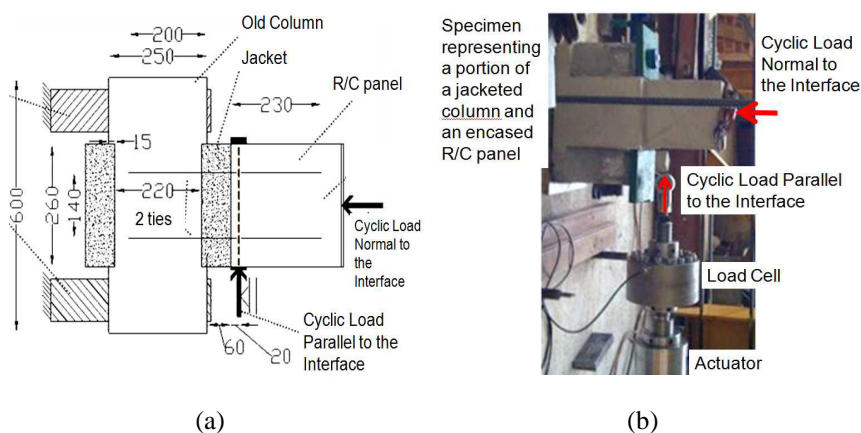 200
250
Old Column
Jacket
R/C panel
230
15
600
260
140
220
2 ties
Cyclic Load
Normal to
the
Interface
Cyclic Load
Parallel to the
Interface
60
20
(a)
Specimen
representing
a portion of
a jacketed
column and
an encased
R/C panel
Cyclic Load
Normal to
the Interface
Cyclic Load Parallel
to the Interface
Load Cell
Actuator
(b)